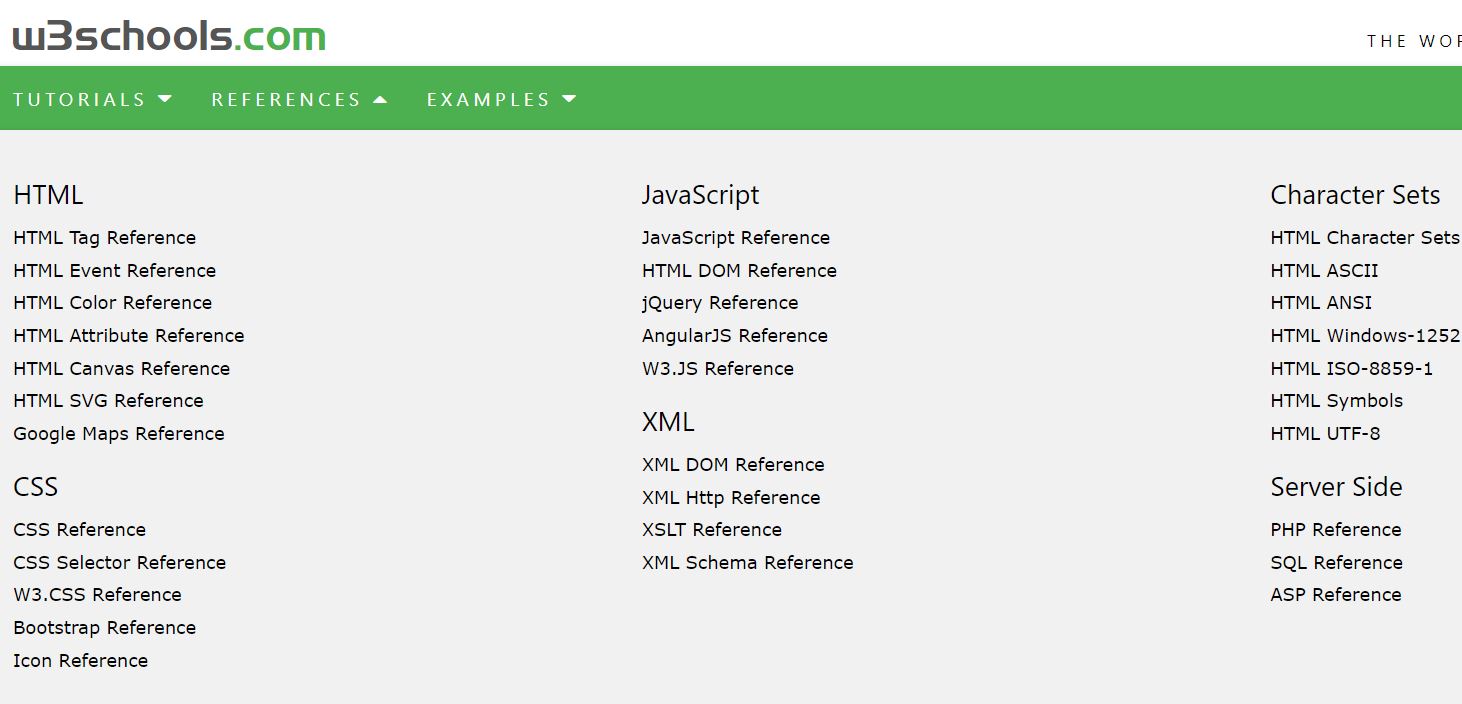 w3schools.com
THE
TUTORIALS REFERENCES EXAMPLES
HTML
HTML Tag Reference
HTML Event Reference
HTML Color Reference
HTML Attribute Reference
HTML Canvas Reference
HTML SVG Reference
Google Maps Reference
CSS
CSS Reference
CSS Selector Reference
W3.CSS Reference
Bootstrap Reference
Icon Reference
JavaScript
JavaScript Reference
HTML DOM Reference
jQuery Reference
AngularJS Reference
W3.JS Reference
XML
XML DOM Reference
XML Http Reference
XSLT Reference
XML Schema Reference
Character Sets
HTML Character Sets
HTML ASCII
HTML ANSI
HTML Windows-1252
HTML ISO-8859-1
HTML Symbols
HTML UTF-8
Server Side
PHP Reference
SQL Reference
ASP Reference